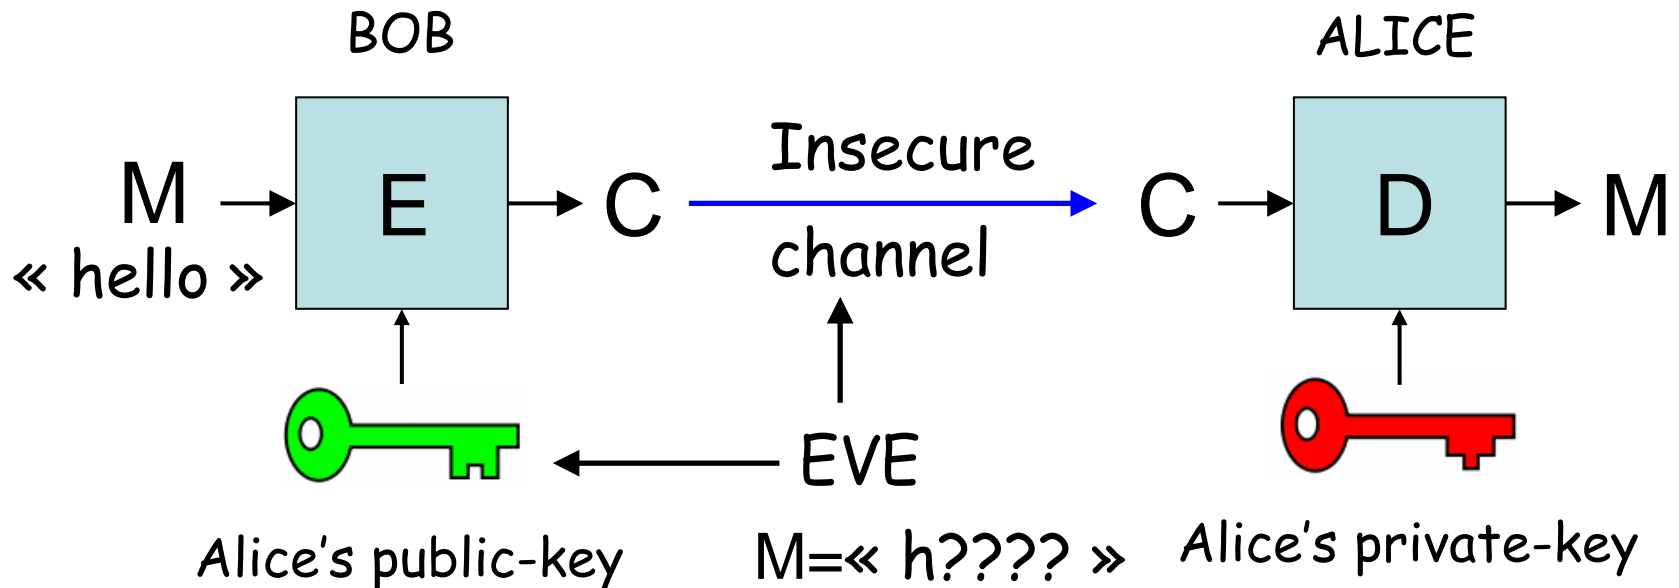 BOB
ALICE
M
E
C
Insecure
channel
C
D
M
« hello »
EVE
Alice's public-key
M=« h???? »
Alice's private-key